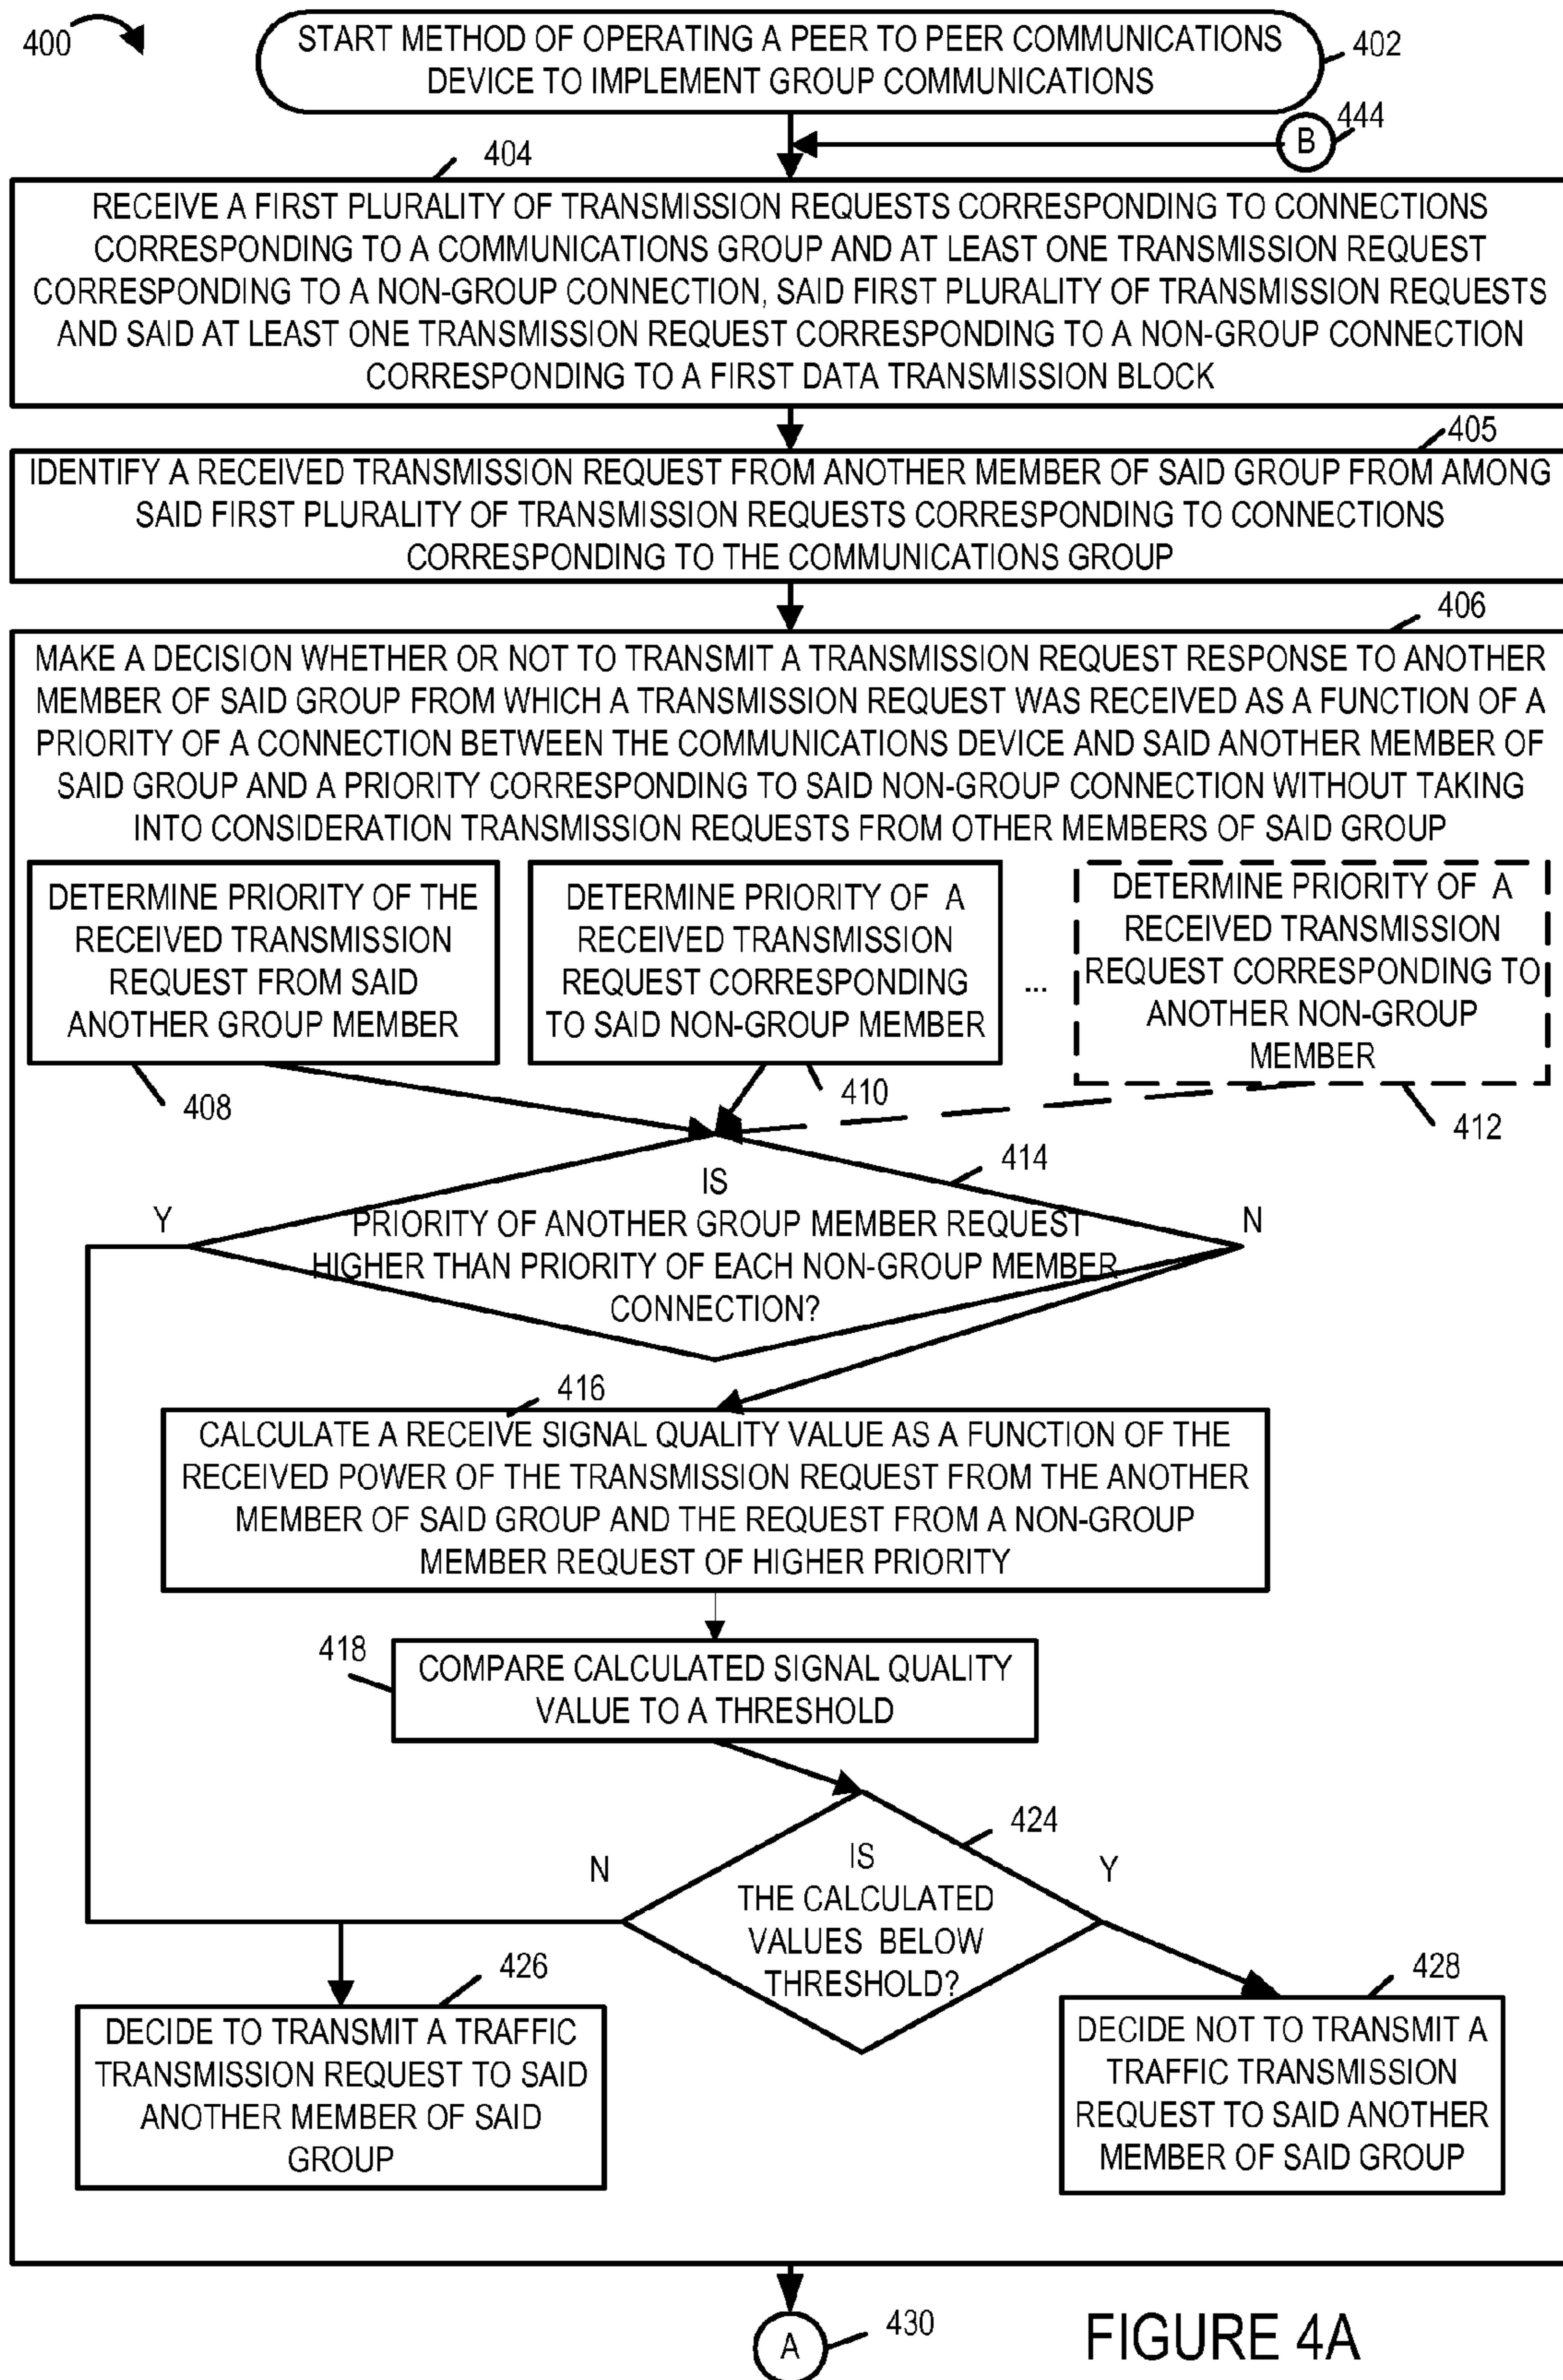 400
START METHOD OF OPERATING A PEER TO PEER COMMUNICATIONS
DEVICE TO IMPLEMENT GROUP COMMUNICATIONS
402
B
444
404
RECEIVE A FIRST PLURALITY OF TRANSMISSION REQUESTS CORRESPONDING TO CONNECTIONS
CORRESPONDING TO A COMMUNICATIONS GROUP AND AT LEAST ONE TRANSMISSION REQUEST
CORRESPONDING TO A NON-GROUP CONNECTION, SAID FIRST PLURALITY OF TRANSMISSION REQUESTS
AND SAID AT LEAST ONE TRANSMISSION REQUEST CORRESPONDING TO A NON-GROUP CONNECTION
CORRESPONDING TO A FIRST DATA TRANSMISSION BLOCK
405
IDENTIFY A RECEIVED TRANSMISSION REQUEST FROM ANOTHER MEMBER OF SAID GROUP FROM AMONG
SAID FIRST PLURALITY OF TRANSMISSION REQUESTS CORRESPONDING TO CONNECTIONS
CORRESPONDING TO THE COMMUNICATIONS GROUP
406
MAKE A DECISION WHETHER OR NOT TO TRANSMIT A TRANSMISSION REQUEST RESPONSE TO ANOTHER
MEMBER OF SAID GROUP FROM WHICH A TRANSMISSION REQUEST WAS RECEIVED AS A FUNCTION OF A
PRIORITY OF A CONNECTION BETWEEN THE COMMUNICATIONS DEVICE AND SAID ANOTHER MEMBER OF
SAID GROUP AND A PRIORITY CORRESPONDING TO SAID NON-GROUP CONNECTION WITHOUT TAKING
INTO CONSIDERATION TRANSMISSION REQUESTS FROM OTHER MEMBERS OF SAID GROUP
DETERMINE PRIORITY OF THE
RECEIVED TRANSMISSION
REQUEST FROM SAID
ANOTHER GROUP MEMBER
408
DETERMINE PRIORITY OF A
RECEIVED TRANSMISSION
REQUEST CORRESPONDING
TO SAID NON-GROUP MEMBER
410
...
DETERMINE PRIORITY OF A
RECEIVED TRANSMISSION
REQUEST CORRESPONDING TO
ANOTHER NON-GROUP
MEMBER
412
414
Y
IS
PRIORITY OF ANOTHER GROUP MEMBER REQUEST
HIGHER THAN PRIORITY OF EACH NON-GROUP MEMBER
CONNECTION?
N
416
CALCULATE A RECEIVE SIGNAL QUALITY VALUE AS A FUNCTION OF THE
RECEIVED POWER OF THE TRANSMISSION REQUEST FROM THE ANOTHER
MEMBER OF SAID GROUP AND THE REQUEST FROM A NON-GROUP
MEMBER REQUEST OF HIGHER PRIORITY
418
COMPARE CALCULATED SIGNAL QUALITY
VALUE TO A THRESHOLD
424
N
IS
THE CALCULATED
VALUES BELOW
THRESHOLD?
Y
426
DECIDE TO TRANSMIT A TRAFFIC
TRANSMISSION REQUEST TO SAID
ANOTHER MEMBER OF SAID
GROUP
428
DECIDE NOT TO TRANSMIT A
TRAFFIC TRANSMISSION
REQUEST TO SAID ANOTHER
MEMBER OF SAID GROUP
A
430
FIGURE 4A